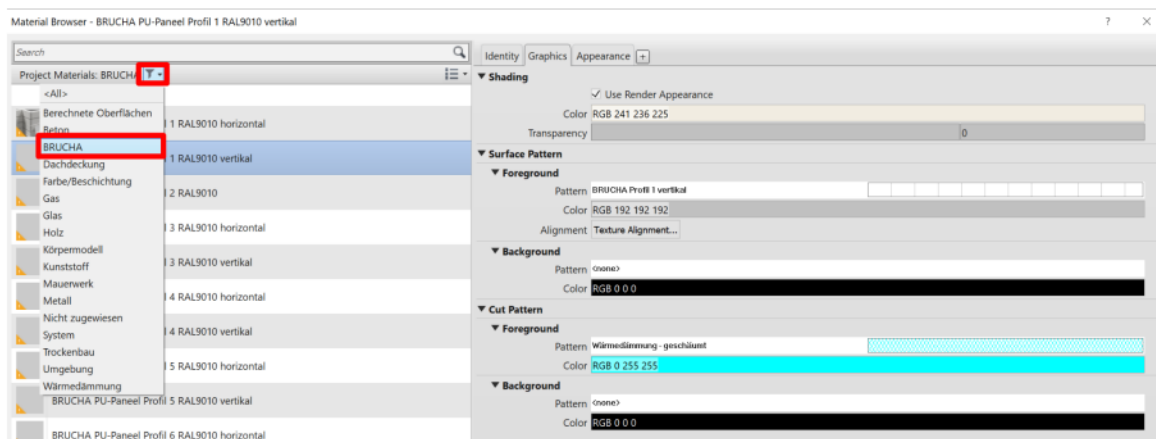 Material Browser - BRUCHA PU-Paneel Profil 1 RAL9010 vertikal
? ×
Search
Project Materials: BRUCHA
<All>
Berechnete Oberflächen
Beton
BRUCHA
Dachdeckung
Farbe/Beschichtung
Gas
Glas
Holz
Körpermodell
Kunststoff
Mauerwerk
Metall
Nicht zugewiesen
System
Trockenbau
Umgebung
Wärmedämmung
1 RAL9010 horizontal
1 RAL9010 vertikal
2 RAL9010
3 RAL9010 horizontal
3 RAL9010 vertikal
4 RAL9010 horizontal
4 RAL9010 vertikal
5 RAL9010 horizontal
BRUCHA PU-Paneel Profil 5 RAL9010 vertikal
BRUCHA PU-Paneel Profil 6 RAL9010 horizontal
Identity Graphics Appearance +
Shading
Use Render Appearance
Color RGB 241 236 225
Transparency 0
Surface Pattern
Foreground
Pattern BRUCHA Profil 1 vertikal
Color RGB 192 192 192
Alignment Texture Alignment...
Background
Pattern <none>
Color RGB 0 0 0
Cut Pattern
Foreground
Pattern Wärmedämmung - geschäumt
Color RGB 0 255 255
Background
Pattern <none>
Color RGB 0 0 0